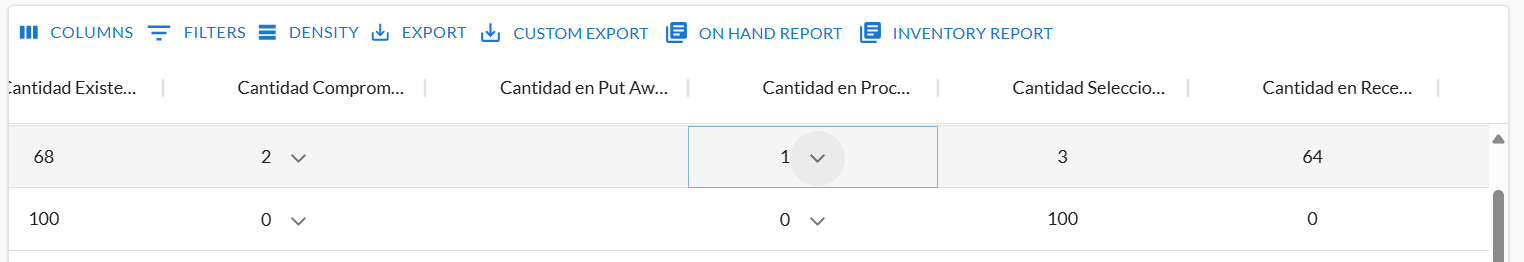 COLUMNS FILTERS DENSITY EXPORT CUSTOM EXPORT ON HAND REPORT INVENTORY REPORT
Cantidad Existe... Cantidad Comprom... Cantidad en Put Aw... Cantidad en Proc... Cantidad Seleccio... Cantidad en Rece...
68 2 1 3 64
100 0 0 100 0